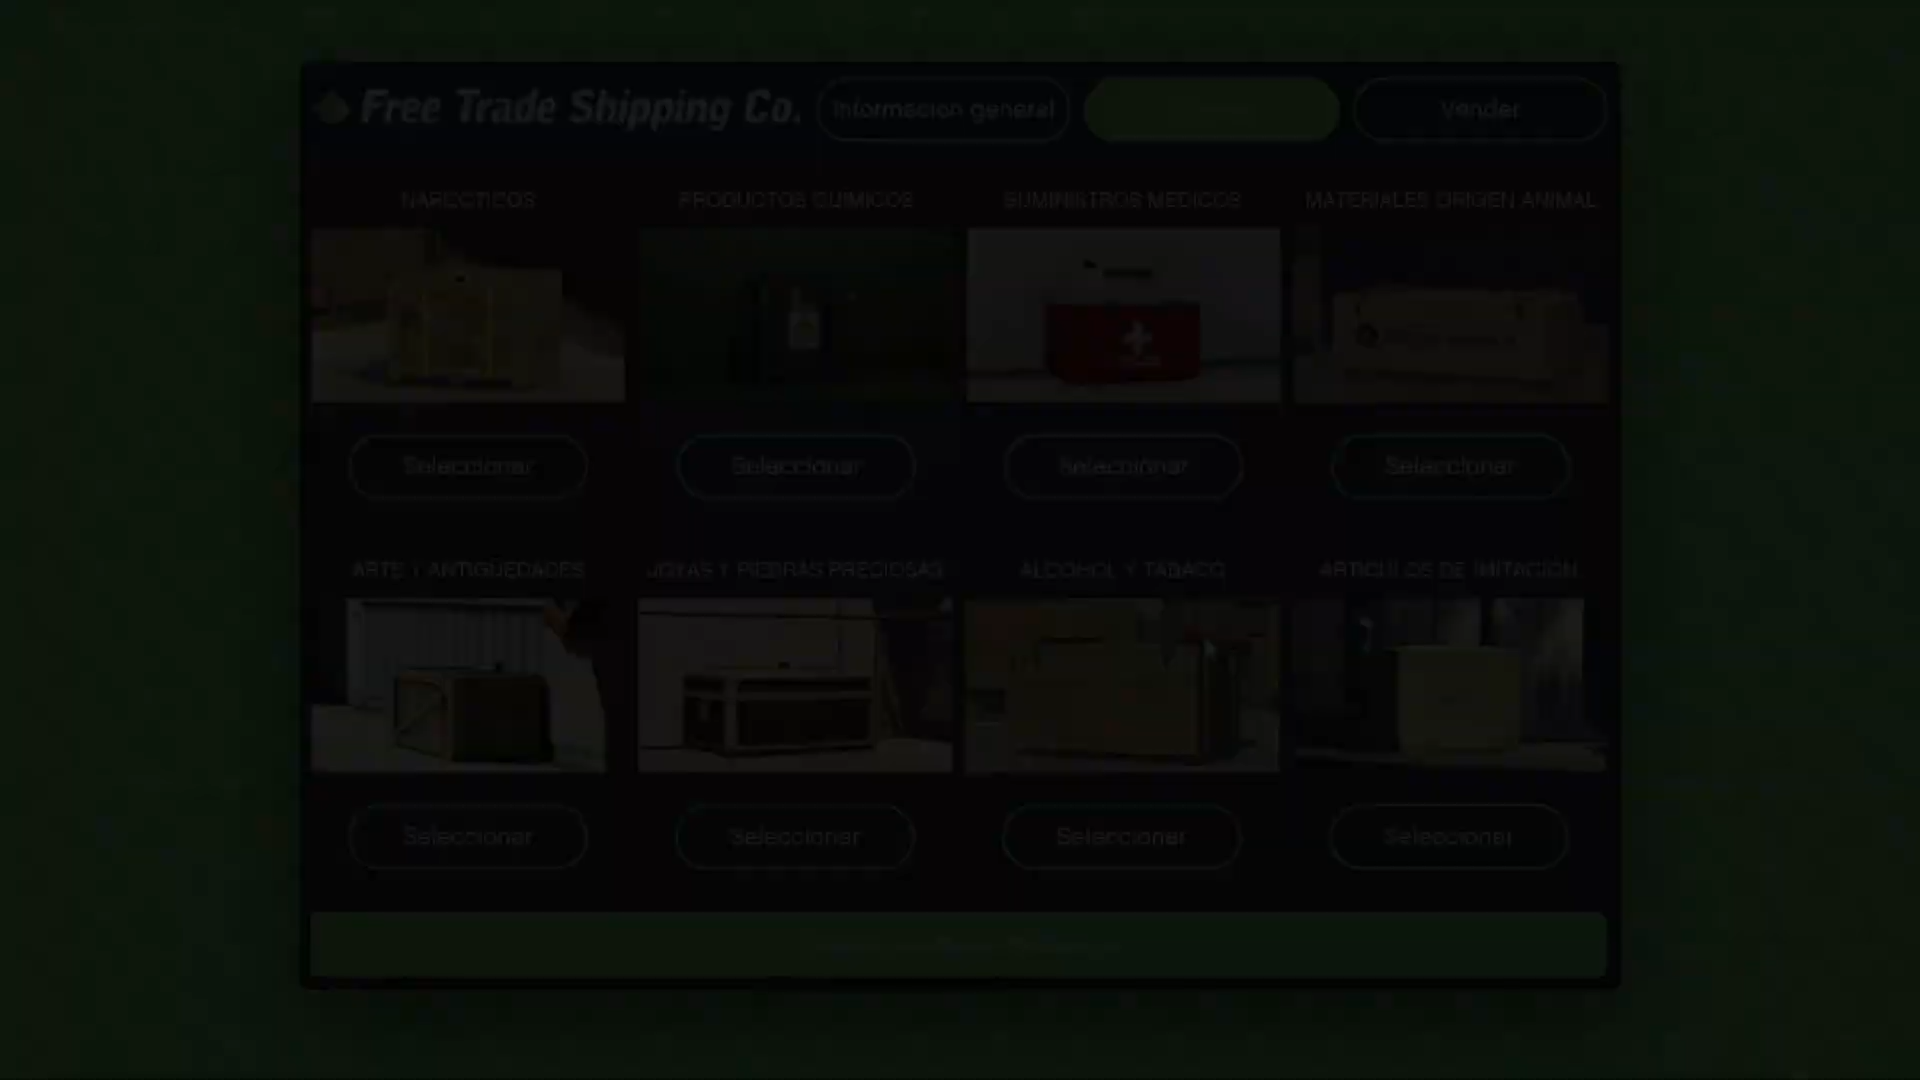 Free Trade Shipping Co.
Información general
Vender
NARCÓTICOS
PRODUCTOS QUÍMICOS
SUMINISTROS MÉDICOS
MATERIALES ORIGEN ANIMAL
Seleccionar
Seleccionar
Seleccionar
Seleccionar
ARTE Y ANTIGÜEDADES
JOYAS Y PIEDRAS PRECIOSAS
ALCOHOL Y TABACO
ARTÍCULOS DE IMITACIÓN
Seleccionar
Seleccionar
Seleccionar
Seleccionar